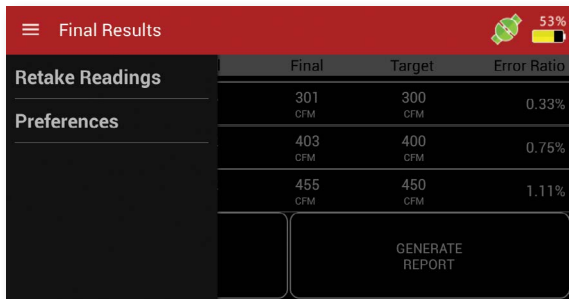 Final Results
53%
Retake Readings
Preferences
Final Target Error Ratio
301 300 0.33%
CFM CFM
403 400 0.75%
CFM CFM
455 450 1.11%
CFM CFM
GENERATE
REPORT